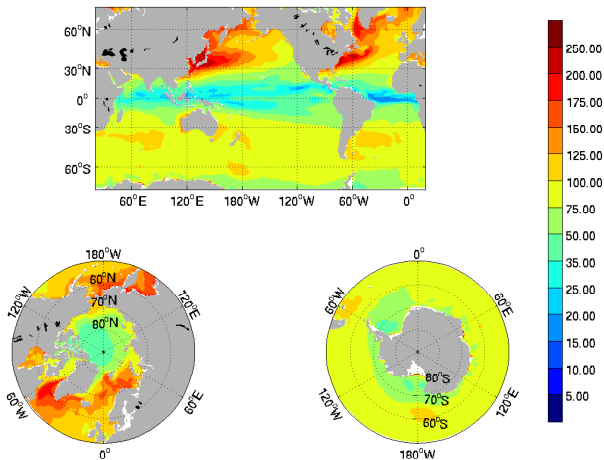 60°N
30°N
0°
30°S
60°S
60°E
120°E
180°W
120°W
60°W
0°
250.00
200.00
175.00
150.00
125.00
100.00
75.00
50.00
35.00
25.00
20.00
15.00
10.00
5.00
180°W
120°W
120°E
60°N
70°N
80°N
60°W
60°E
0°
0°
60°W
60°E
80°S
70°S
60°S
120°W
120°E
180°W